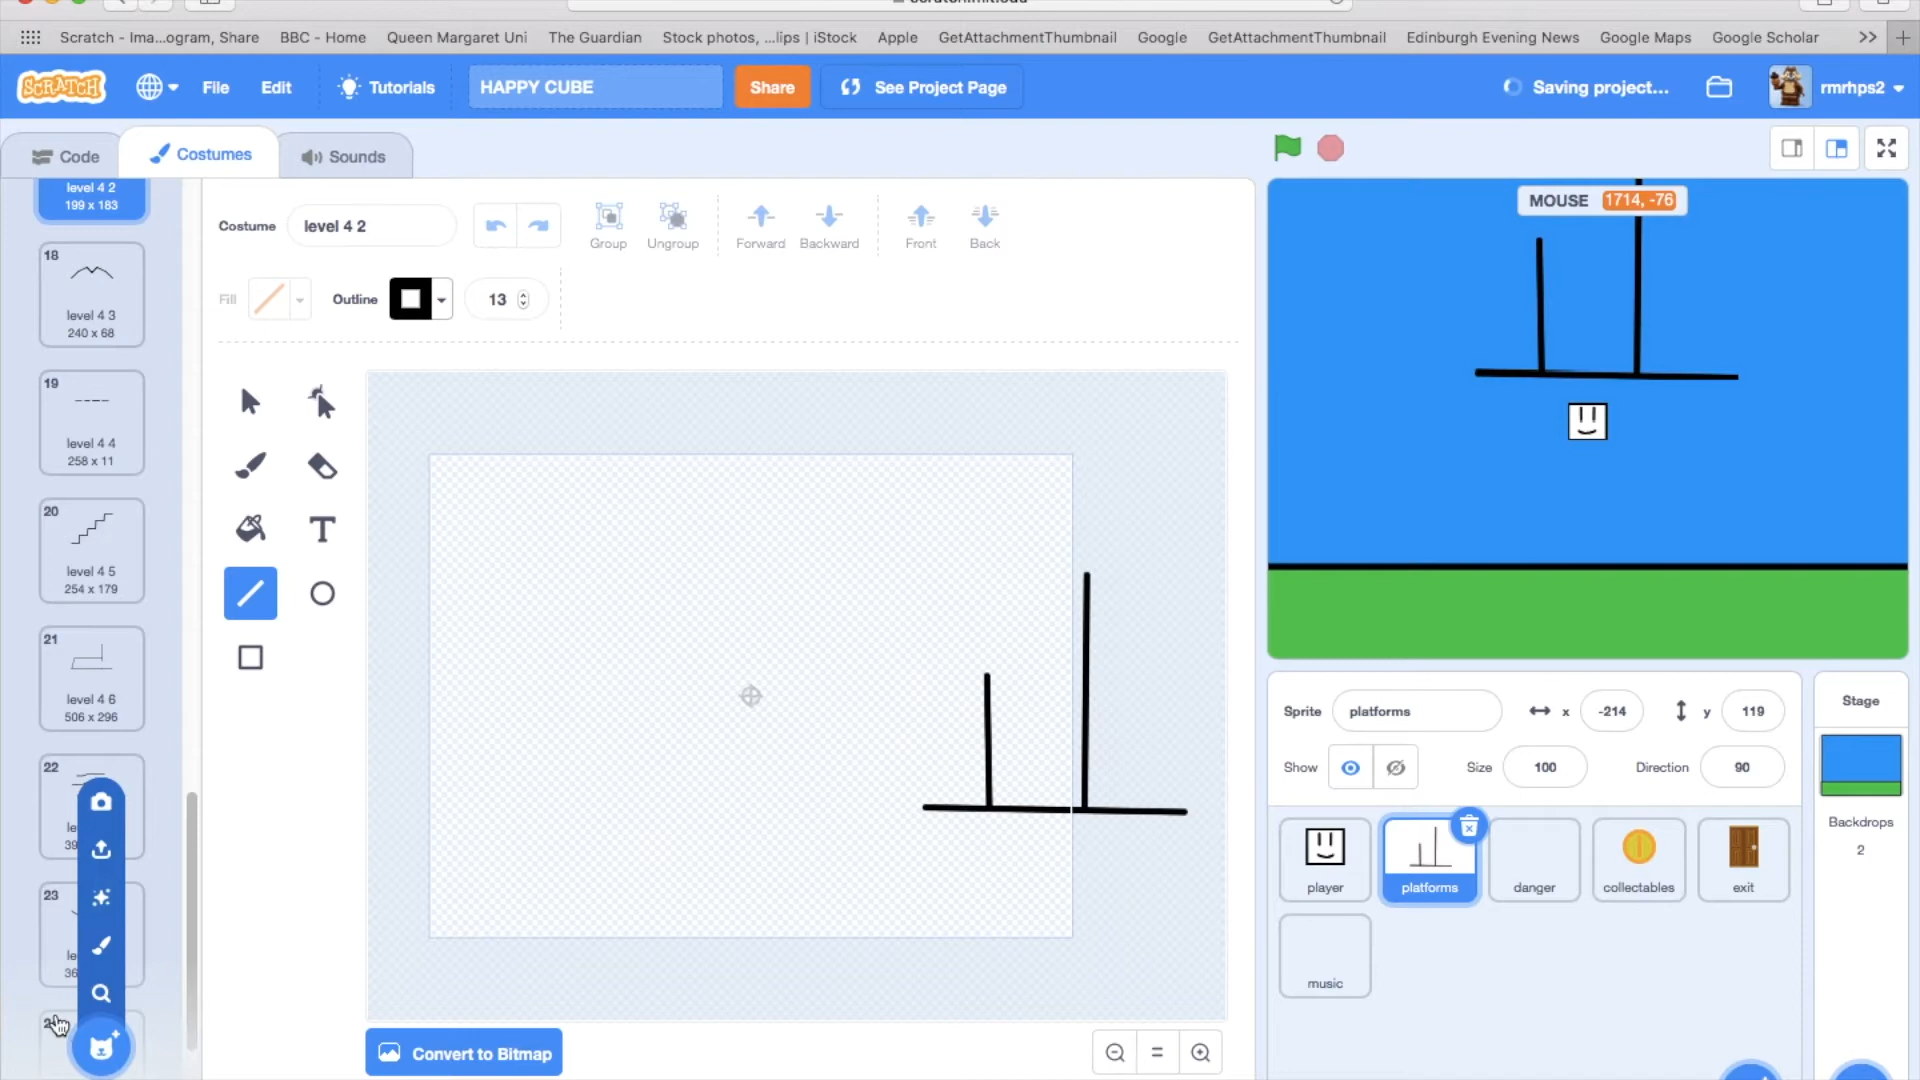 Scratch - Ima...ogram, Share BBC - Home Queen Margaret Uni The Guardian Stock photos, ...lips | iStock Apple GetAttachmentThumbnail Google GetAttachmentThumbnail Edinburgh Evening News Google Maps Google Scholar >>
SCRATCH File Edit Tutorials HAPPY CUBE Share See Project Page Saving project... rmrhps2
Code Costumes Sounds
level 4 2
199 x 183
18
level 4 3
240 x 68
19
level 4 4
258 x 11
20
level 4 5
254 x 179
21
level 4 6
506 x 296
22
23
Costume level 4 2 Group Ungroup Forward Backward Front Back
Fill Outline 13
T
Convert to Bitmap
MOUSE 1714, -76
Sprite platforms x -214 y 119
Show Size 100 Direction 90
player platforms danger collectables exit
music
Stage
Backdrops
2